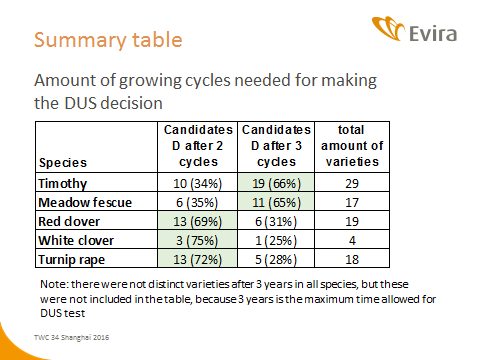 Summary table
Evira
Amount of growing cycles needed for making
the DUS decision
Species Candidates D after 2 cycles Candidates D after 3 cycles total amount of varieties
Timothy 10 (34%) 19 (66%) 29
Meadow fescue 6 (35%) 11 (65%) 17
Red clover 13 (69%) 6 (31%) 19
White clover 3 (75%) 1 (25%) 4
Turnip rape 13 (72%) 5 (28%) 18
Note: there were not distinct varieties after 3 years in all species, but these
were not included in the table, because 3 years is the maximum time allowed for
DUS test
TWC 34 Shanghai 2016